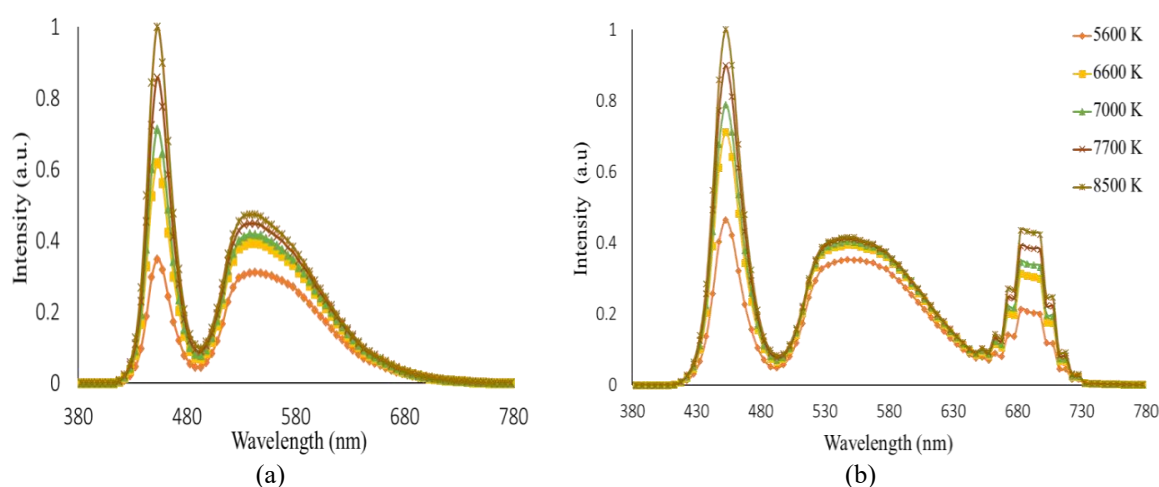 1
0.8
0.6
0.4
0.2
0
Intensity (a.u.)
380 480 580 680 780
Wavelength (nm)
(a)
1
0.8
0.6
0.4
0.2
0
Intensity (a.u)
380 430 480 530 580 630 680 730 780
Wavelength (nm)
(b)
5600 K
6600 K
7000 K
7700 K
8500 K